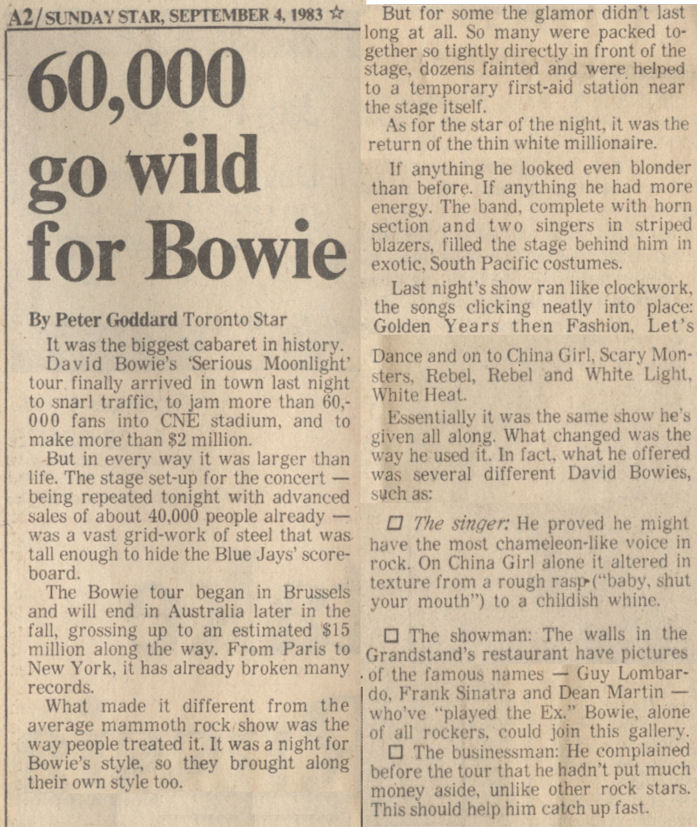 A2/SUNDAY STAR, SEPTEMBER 4, 1983 ☆
60,000
go wild
for Bowie
By Peter Goddard Toronto Star
It was the biggest cabaret in history.
David Bowie's 'Serious Moonlight'
tour finally arrived in town last night
to snarl traffic, to jam more than 60,-
000 fans into CNE stadium, and to
make more than $2 million.
But in every way it was larger than
life. The stage set-up for the concert —
being repeated tonight with advanced
sales of about 40,000 people already —
was a vast grid-work of steel that was
tall enough to hide the Blue Jays' score-
board.
The Bowie tour began in Brussels
and will end in Australia later in the
fall, grossing up to an estimated $15
million along the way. From Paris to
New York, it has already broken many
records.
What made it different from the
average mammoth rock show was the
way people treated it. It was a night for
Bowie's style, so they brought along
their own style too.
But for some the glamor didn't last
long at all. So many were packed to-
gether so tightly directly in front of the
stage, dozens fainted and were helped
to a temporary first-aid station near
the stage itself.
As for the star of the night, it was the
return of the thin white millionaire.
If anything he looked even blonder
than before. If anything he had more
energy. The band, complete with horn
section and two singers in striped
blazers, filled the stage behind him in
exotic, South Pacific costumes.
Last night's show ran like clockwork,
the songs clicking neatly into place:
Golden Years then Fashion, Let's
Dance and on to China Girl, Scary Mon-
sters, Rebel, Rebel and White Light,
White Heat.
Essentially it was the same show he's
given all along. What changed was the
way he used it. In fact, what he offered
was several different David Bowies,
such as:
☐ The singer: He proved he might
have the most chameleon-like voice in
rock. On China Girl alone it altered in
texture from a rough rasp ("baby, shut
your mouth") to a childish whine.
☐ The showman: The walls in the
Grandstand's restaurant have pictures
of the famous names — Guy Lombar-
do, Frank Sinatra and Dean Martin —
who've "played the Ex." Bowie, alone
of all rockers, could join this gallery.
☐ The businessman: He complained
before the tour that he hadn't put much
money aside, unlike other rock stars.
This should help him catch up fast.